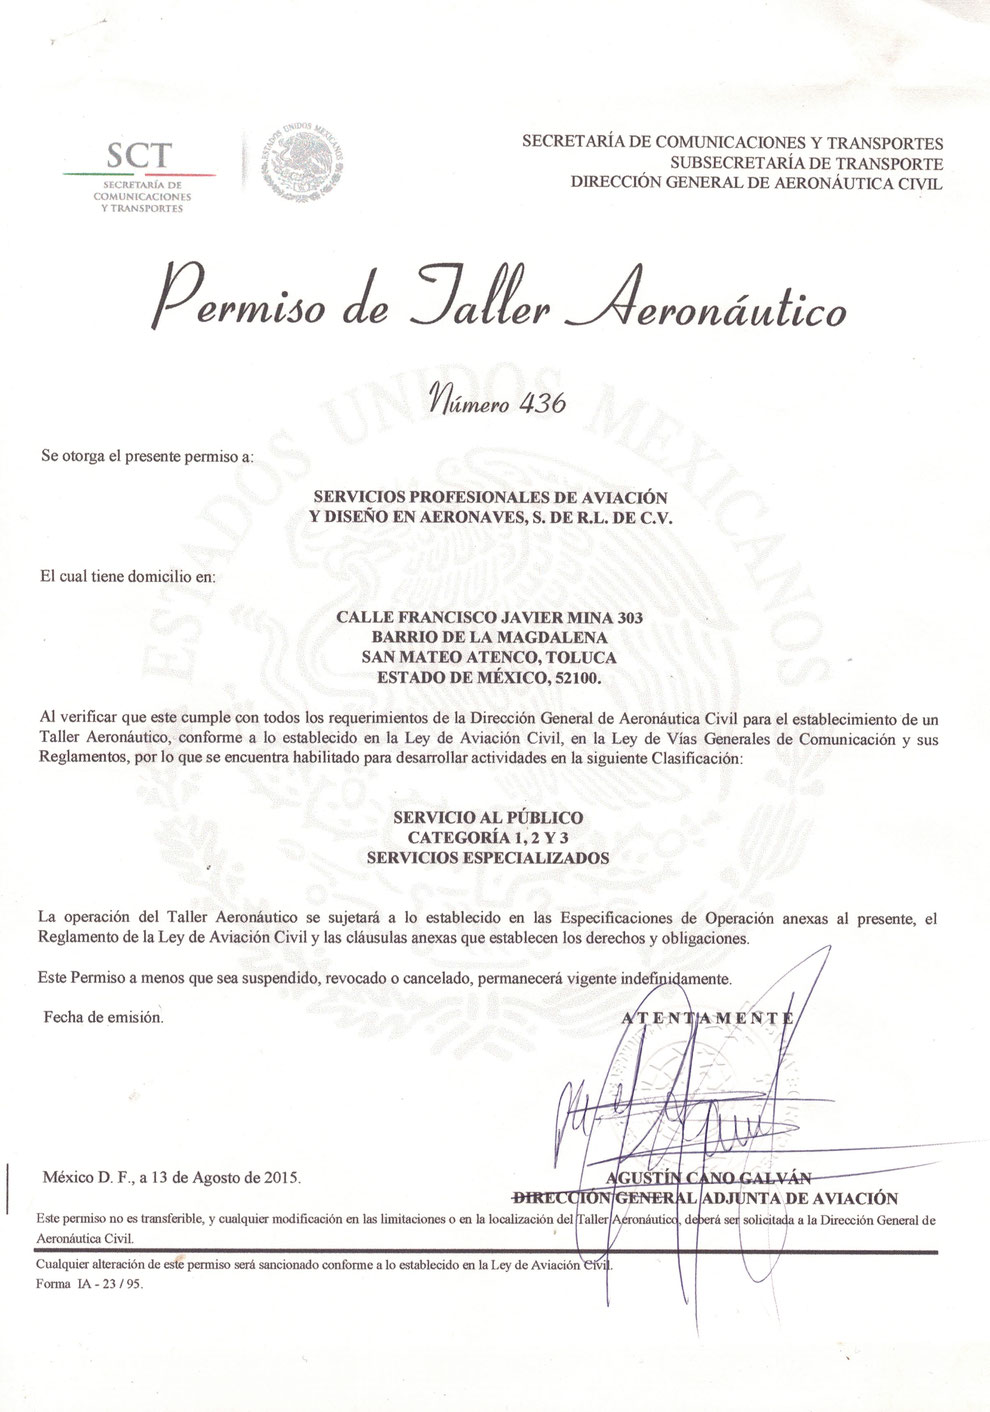 SCT
SECRETARÍA DE
COMUNICACIONES
Y TRANSPORTES
ESTADOS UNIDOS MEXICANOS
SECRETARÍA DE COMUNICACIONES Y TRANSPORTES
SUBSECRETARÍA DE TRANSPORTE
DIRECCIÓN GENERAL DE AERONÁUTICA CIVIL
Permiso de Taller Aeronáutico
Número 436
ESTADOS UNIDOS MEXICANOS
Se otorga el presente permiso a:
SERVICIOS PROFESIONALES DE AVIACIÓN
Y DISEÑO EN AERONAVES, S. DE R.L. DE C.V.
El cual tiene domicilio en:
CALLE FRANCISCO JAVIER MINA 303
BARRIO DE LA MAGDALENA
SAN MATEO ATENCO, TOLUCA
ESTADO DE MÉXICO, 52100.
Al verificar que este cumple con todos los requerimientos de la Dirección General de Aeronáutica Civil para el establecimiento de un
Taller Aeronáutico, conforme a lo establecido en la Ley de Aviación Civil, en la Ley de Vías Generales de Comunicación y sus
Reglamentos, por lo que se encuentra habilitado para desarrollar actividades en la siguiente Clasificación:
SERVICIO AL PÚBLICO
CATEGORÍA 1, 2 Y 3
SERVICIOS ESPECIALIZADOS
La operación del Taller Aeronáutico se sujetará a lo establecido en las Especificaciones de Operación anexas al presente, el
Reglamento de la Ley de Aviación Civil y las cláusulas anexas que establecen los derechos y obligaciones.
Este Permiso a menos que sea suspendido, revocado o cancelado, permanecerá vigente indefinidamente.
Fecha de emisión.
A T E N T A M E N T E
México D. F., a 13 de Agosto de 2015.
AGUSTÍN CANO GALVÁN
DIRECCIÓN GENERAL ADJUNTA DE AVIACIÓN
Este permiso no es transferible, y cualquier modificación en las limitaciones o en la localización del Taller Aeronáutico, deberá ser solicitada a la Dirección General de
Aeronáutica Civil.
Cualquier alteración de este permiso será sancionado conforme a lo establecido en la Ley de Aviación Civil.
Forma IA - 23 / 95.